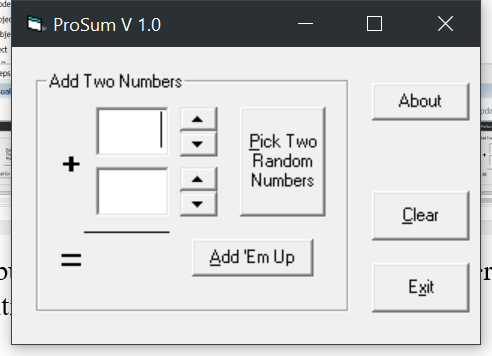 ProSum V 1.0
Add Two Numbers
+
=
Pick Two
Random
Numbers
Add 'Em Up
About
Clear
Exit